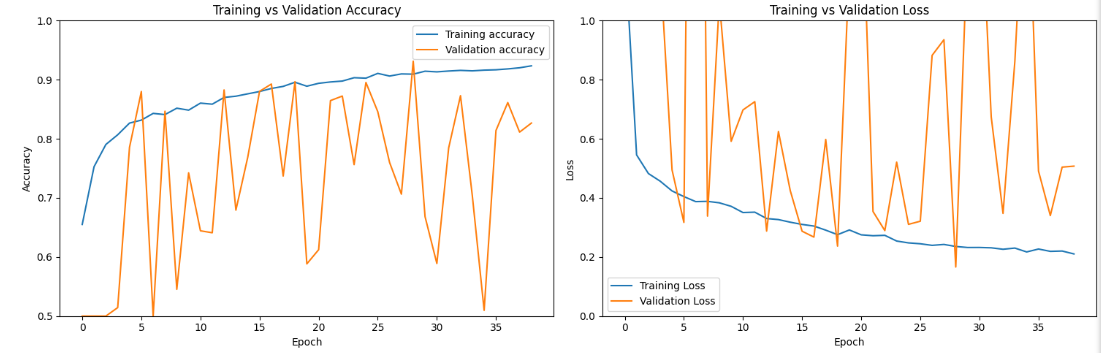 Training vs Validation Accuracy
1.0
0.9
0.8
0.7
0.6
0.5
Accuracy
Training accuracy
Validation accuracy
0 5 10 15 20 25 30 35
Epoch
Training vs Validation Loss
1.0
0.8
0.6
0.4
0.2
0.0
Loss
Training Loss
Validation Loss
0 5 10 15 20 25 30 35
Epoch